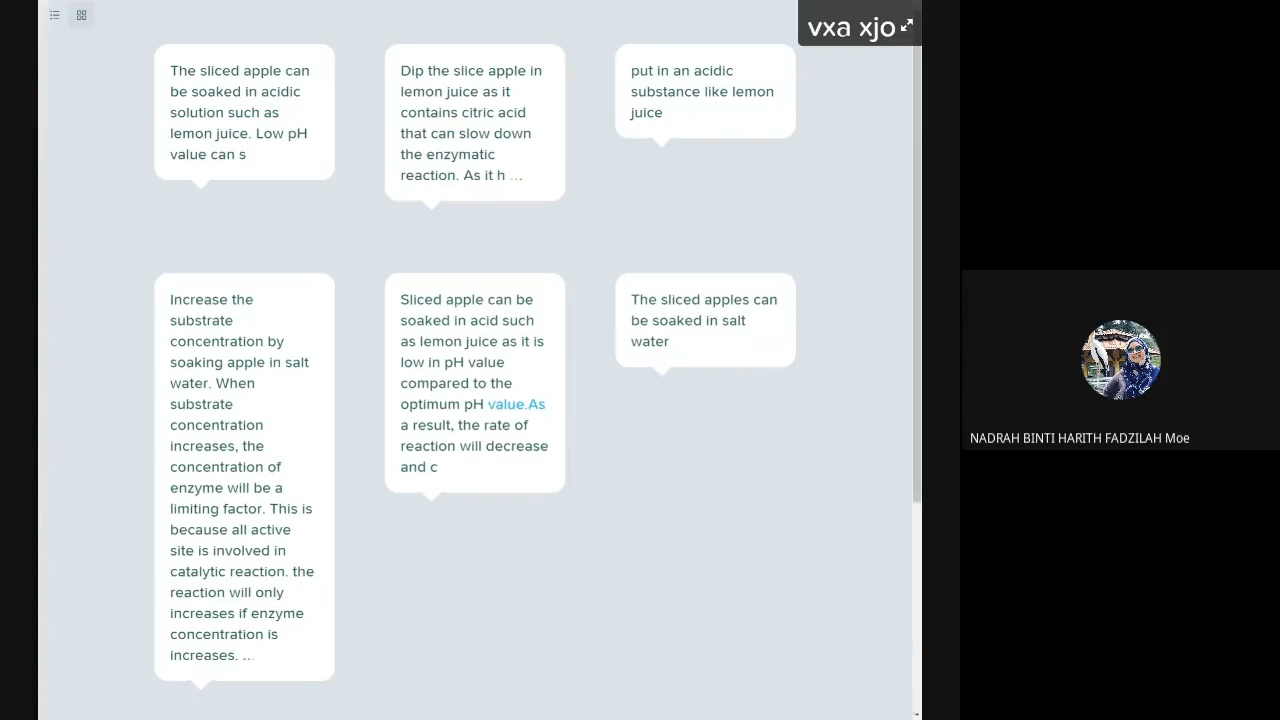 vxa xjo
The sliced apple can
be soaked in acidic
solution such as
lemon juice. Low pH
value can s
Dip the slice apple in
lemon juice as it
contains citric acid
that can slow down
the enzymatic
reaction. As it h ...
put in an acidic
substance like lemon
juice
Increase the
substrate
concentration by
soaking apple in salt
water. When
substrate
concentration
increases, the
concentration of
enzyme will be a
limiting factor. This is
because all active
site is involved in
catalytic reaction. the
reaction will only
increases if enzyme
concentration is
increases. ...
Sliced apple can be
soaked in acid such
as lemon juice as it is
low in pH value
compared to the
optimum pH value.As
a result, the rate of
reaction will decrease
and c
The sliced apples can
be soaked in salt
water
NADRAH BINTI HARITH FADZILAH Moe